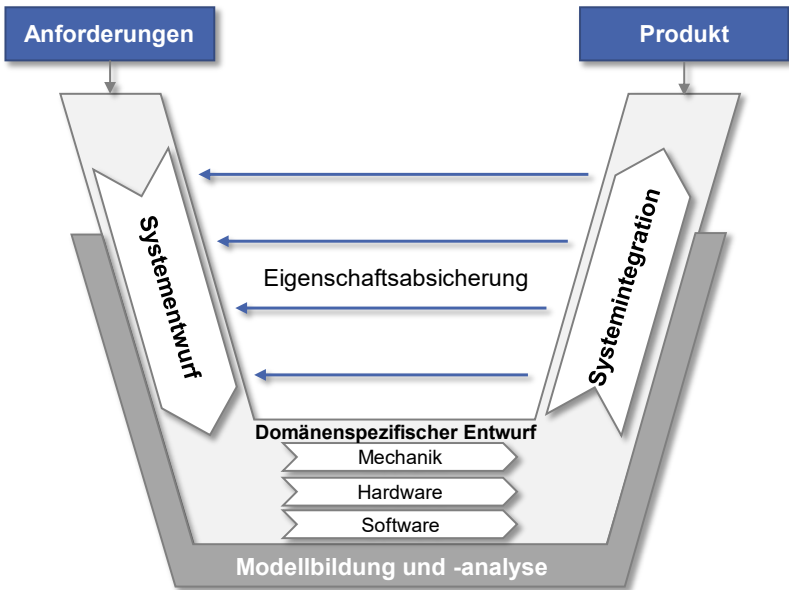 Anforderungen
Produkt
Systementwurf
Eigenschaftsabsicherung
Systemintegration
Domänenspezifischer Entwurf
Mechanik
Hardware
Software
Modellbildung und -analyse